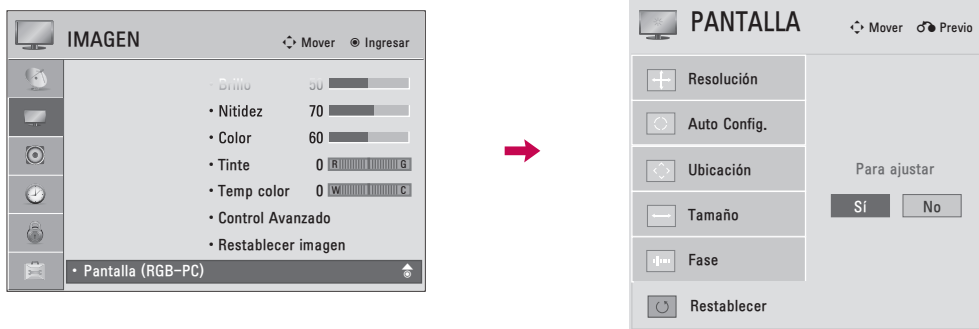 IMAGEN
Mover
Ingresar
• Brillo 50
• Nitidez 70
• Color 60
• Tinte 0 R G
• Temp color 0 W C
• Control Avanzado
• Restablecer imagen
• Pantalla (RGB-PC)
PANTALLA
Mover
Previo
Resolución
Auto Config.
Ubicación
Tamaño
Fase
Restablecer
Para ajustar
Sí
No